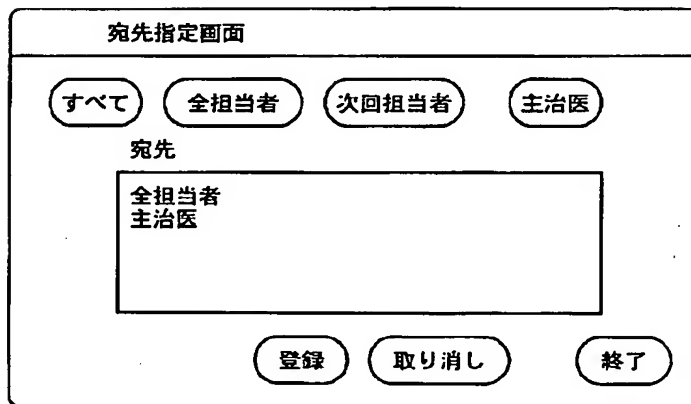 宛先指定画面
すべて 全担当者 次回担当者 主治医
宛先
全担当者
主治医
登録 取り消し 終了